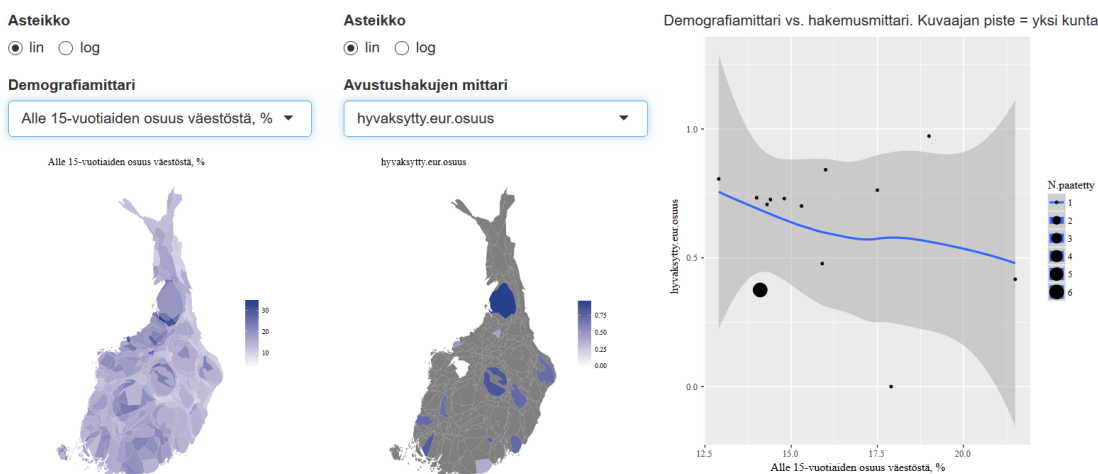 Asteikko
lin log
Demografiamittari
Alle 15-vuotiaiden osuus väestöstä, %
Alle 15-vuotiaiden osuus väestöstä, %
30
20
10
Asteikko
lin log
Avustushakujen mittari
hyvaksytty.eur.osuus
hyvaksytty.eur.osuus
0.75
0.50
0.25
0.00
Demografiamittari vs. hakemusmittari. Kuvaajan piste = yksi kunta
hyvaksytty.eur.osuus
1.0
0.5
0.0
12.5 15.0 17.5 20.0
Alle 15-vuotiaiden osuus väestöstä, %
N.paatetty
1
2
3
4
5
6